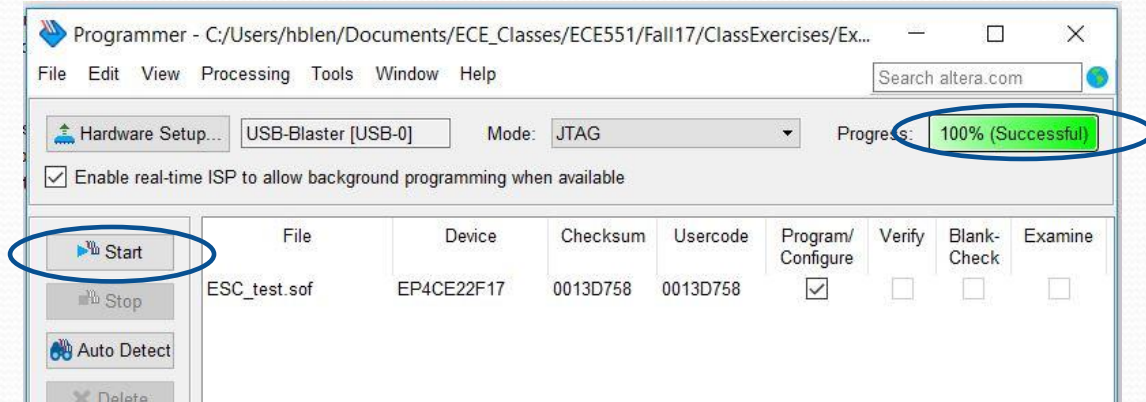 Programmer - C:/Users/hblen/Documents/ECE_Classes/ECE551/Fall17/ClassExercises/Ex...
File Edit View Processing Tools Window Help Search altera.com
Hardware Setup... USB-Blaster [USB-0] Mode: JTAG Progress: 100% (Successful)
Enable real-time ISP to allow background programming when available
Start
Stop
Auto Detect
Delete
File Device Checksum Usercode Program/ Verify Blank- Examine
Configure Check
ESC_test.sof EP4CE22F17 0013D758 0013D758